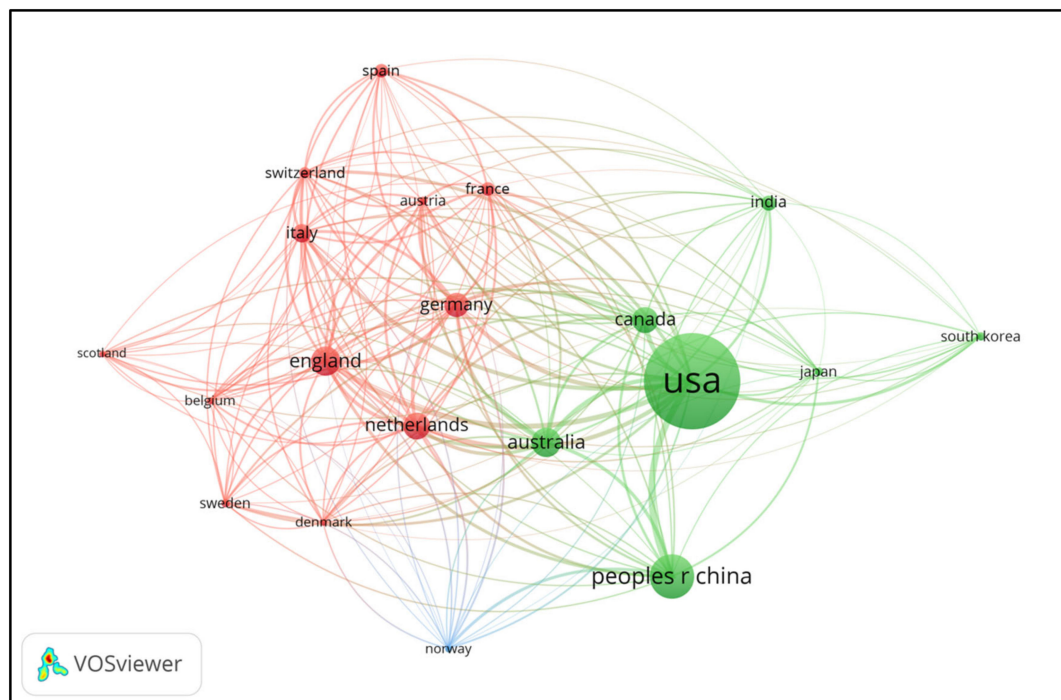 spain
switzerland
austria
france
india
italy
germany
canada
south korea
scotland
england
usa
japan
belgium
netherlands
australia
sweden
denmark
peoples r china
norway
VOSviewer